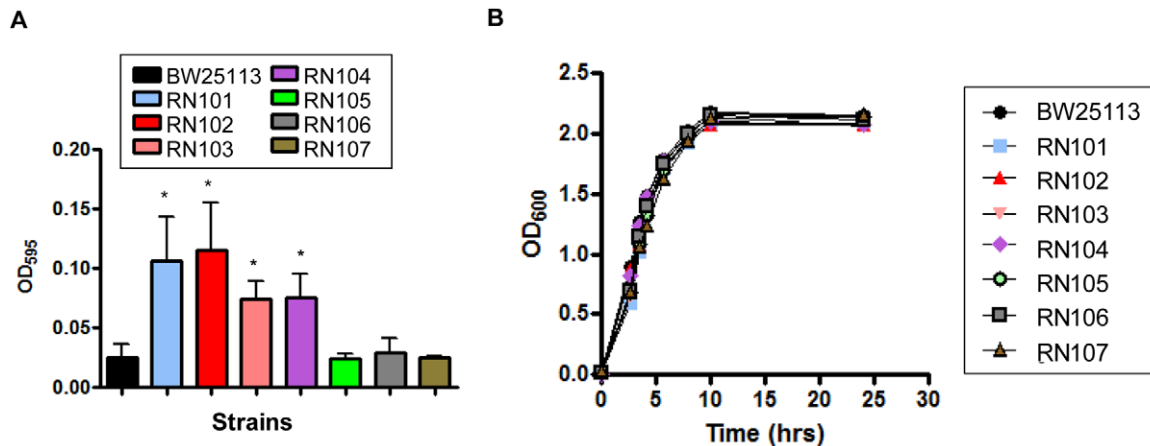 A
BW25113 RN104
RN101 RN105
RN102 RN106
RN103 RN107
0.20
0.15
0.10
0.05
0.00
OD595
* * * *
Strains
B
2.5
2.0
1.5
1.0
0.5
0.0
OD600
0 5 10 15 20 25 30
Time (hrs)
BW25113
RN101
RN102
RN103
RN104
RN105
RN106
RN107